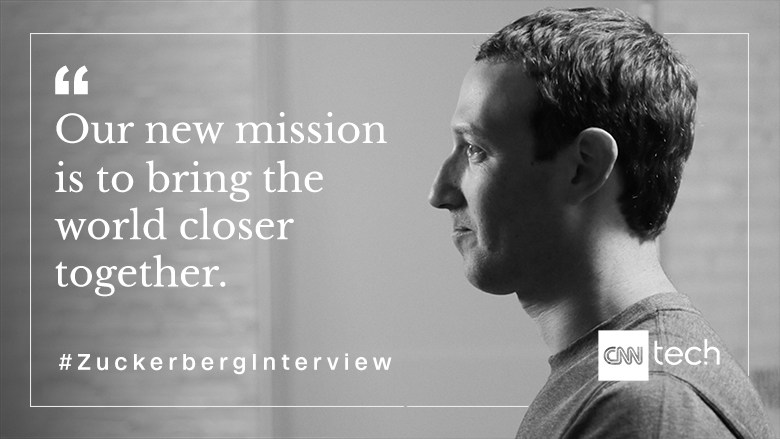 “
Our new mission
is to bring the
world closer
together.
#ZuckerbergInterview
CNN tech